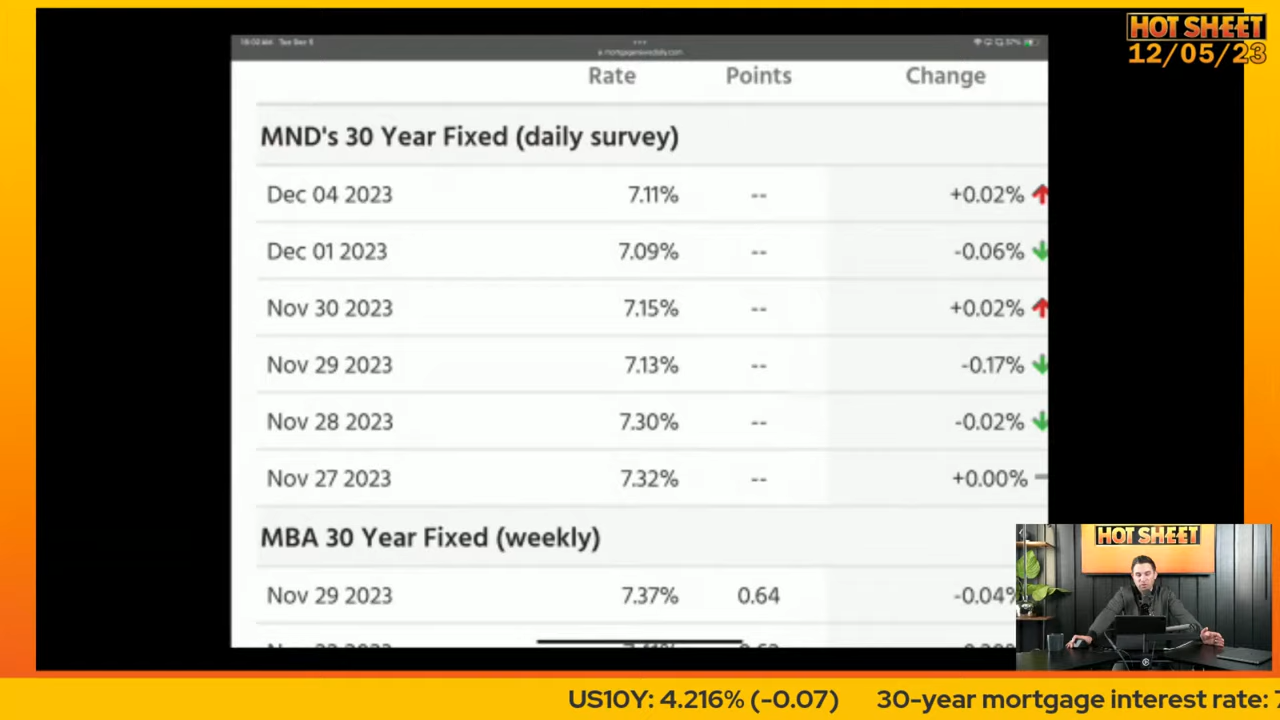 HOT SHEET
12/05/23
Rate Points Change
MND's 30 Year Fixed (daily survey)
Dec 04 2023 7.11% -- +0.02%
Dec 01 2023 7.09% -- -0.06%
Nov 30 2023 7.15% -- +0.02%
Nov 29 2023 7.13% -- -0.17%
Nov 28 2023 7.30% -- -0.02%
Nov 27 2023 7.32% -- +0.00%
MBA 30 Year Fixed (weekly)
Nov 29 2023 7.37% 0.64 -0.04%
HOT SHEET
US10Y: 4.216% (-0.07) 30-year mortgage interest rate: